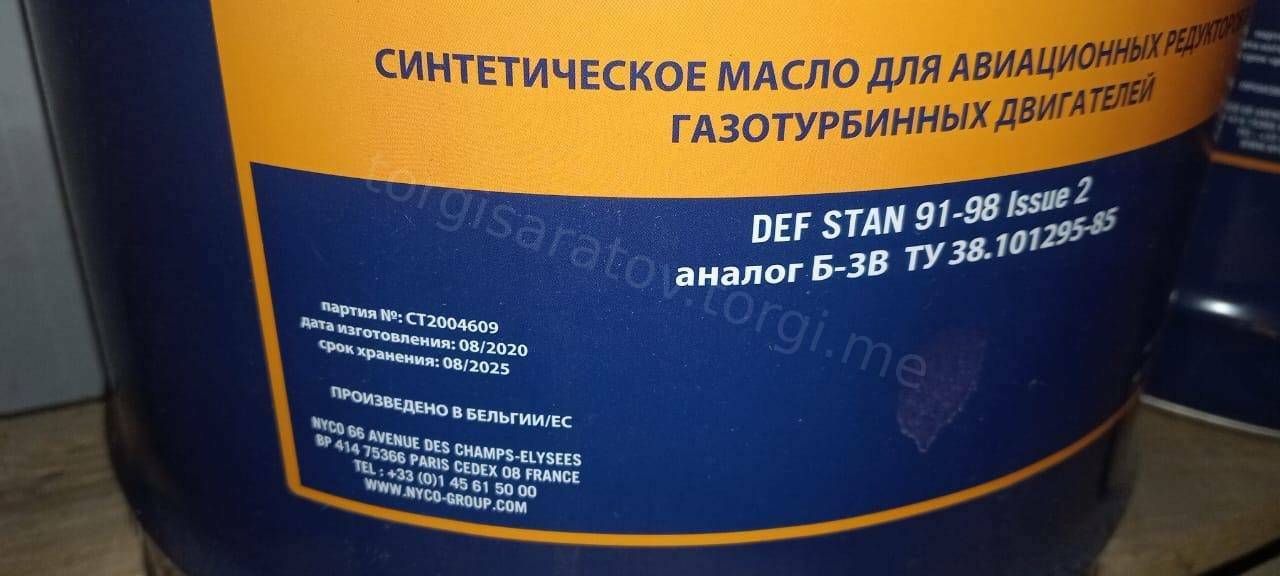 СИНТЕТИЧЕСКОЕ МАСЛО ДЛЯ АВИАЦИОННЫХ РЕДУКТОРОВ
ГАЗОТУРБИННЫХ ДВИГАТЕЛЕЙ
DEF STAN 91-98 Issue 2
аналог Б-3В ТУ 38.101295-85
партия №: CT2004609
дата изготовления: 08/2020
срок хранения: 08/2025
ПРОИЗВЕДЕНО В БЕЛЬГИИ/ЕС
NYCO 66 AVENUE DES CHAMPS-ELYSEES
BP 414 75366 PARIS CEDEX 08 FRANCE
TEL : +33 (0)1 45 61 50 00
WWW.NYCO-GROUP.COM
torgisaratov.torgi.me